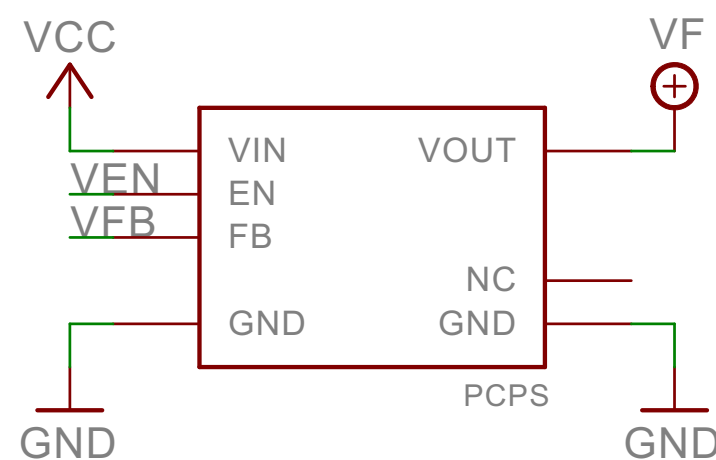 VCC
VF
VIN
VOUT
VEN
EN
VFB
FB
NC
GND
GND
PCPS
GND
GND